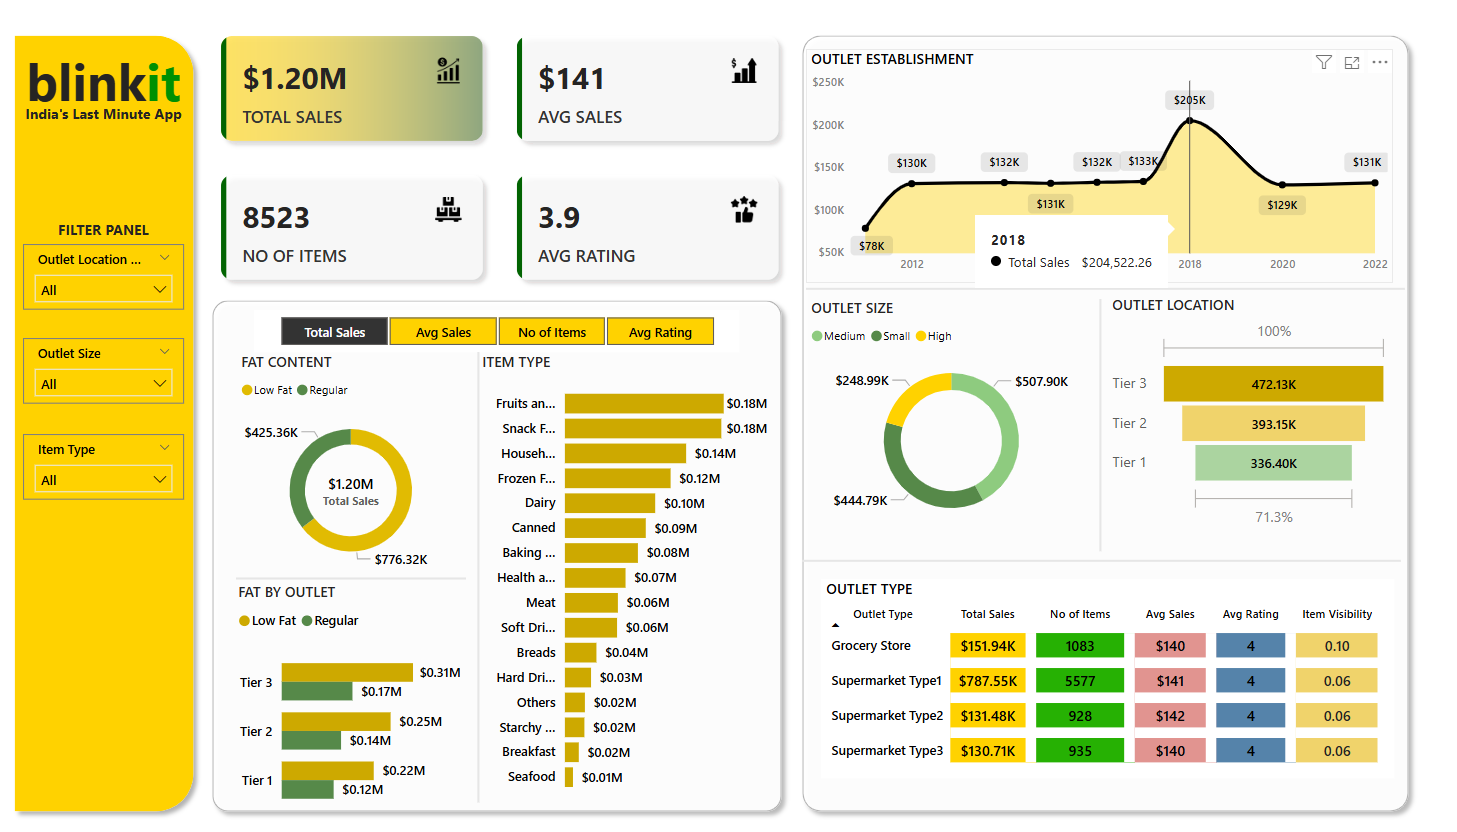 blinkit
India's Last Minute App
FILTER PANEL
Outlet Location ...
All
Outlet Size
All
Item Type
All
$1.20M
TOTAL SALES
$141
AVG SALES
8523
NO OF ITEMS
3.9
AVG RATING
Total Sales Avg Sales No of Items Avg Rating
FAT CONTENT
Low Fat Regular
$425.36K
$1.20M
Total Sales
$776.32K
FAT BY OUTLET
Low Fat Regular
Tier 3 $0.31M
$0.17M
Tier 2 $0.25M
$0.14M
Tier 1 $0.22M
$0.12M
ITEM TYPE
Fruits an... $0.18M
Snack F... $0.18M
Househ... $0.14M
Frozen F... $0.12M
Dairy $0.10M
Canned $0.09M
Baking ... $0.08M
Health a... $0.07M
Meat $0.06M
Soft Dri... $0.06M
Breads $0.04M
Hard Dri... $0.03M
Others $0.02M
Starchy ... $0.02M
Breakfast $0.02M
Seafood $0.01M
OUTLET ESTABLISHMENT
$250K
$200K
$150K
$100K
$50K
$78K
$130K
$132K
$131K
$132K
$133K
$205K
$129K
$131K
2012 2018 2020 2022
2018
Total Sales $204,522.26
OUTLET SIZE
Medium Small High
$248.99K
$507.90K
$444.79K
OUTLET LOCATION
100%
Tier 3 472.13K
Tier 2 393.15K
Tier 1 336.40K
71.3%
OUTLET TYPE
Outlet Type Total Sales No of Items Avg Sales Avg Rating Item Visibility
Grocery Store $151.94K 1083 $140 4 0.10
Supermarket Type1 $787.55K 5577 $141 4 0.06
Supermarket Type2 $131.48K 928 $142 4 0.06
Supermarket Type3 $130.71K 935 $140 4 0.06